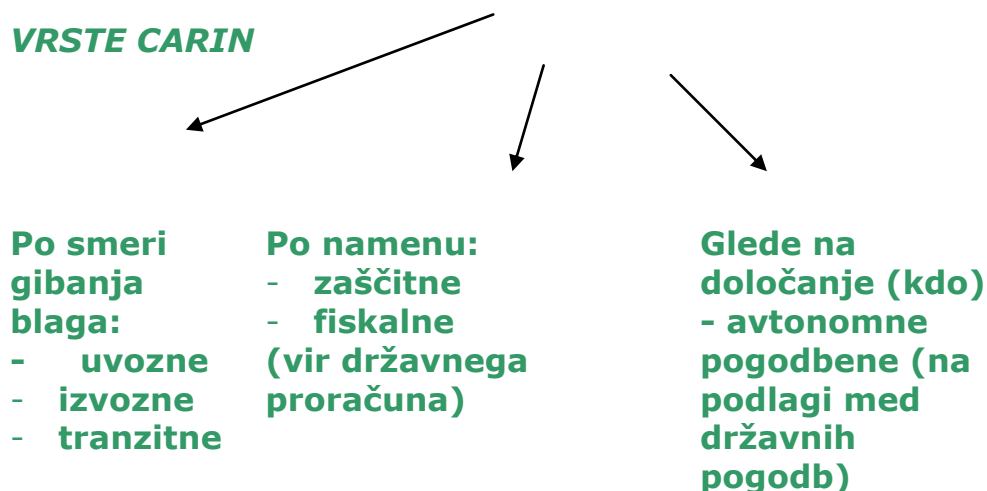 VRSTE CARIN
Po smeri
gibanja
blaga:
- uvozne
- izvozne
- tranzitne
Po namenu:
- zaščitne
- fiskalne
(vir državnega
proračuna)
Glede na
določanje (kdo)
- avtonomne
pogodbene (na
podlagi med
državnih
pogodb)